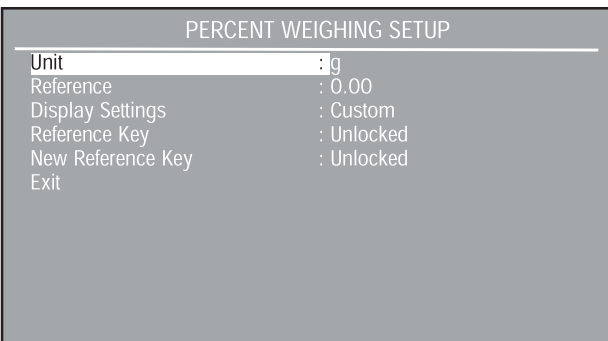 PERCENT WEIGHING SETUP
Unit : g
Reference : 0.00
Display Settings : Custom
Reference Key : Unlocked
New Reference Key : Unlocked
Exit